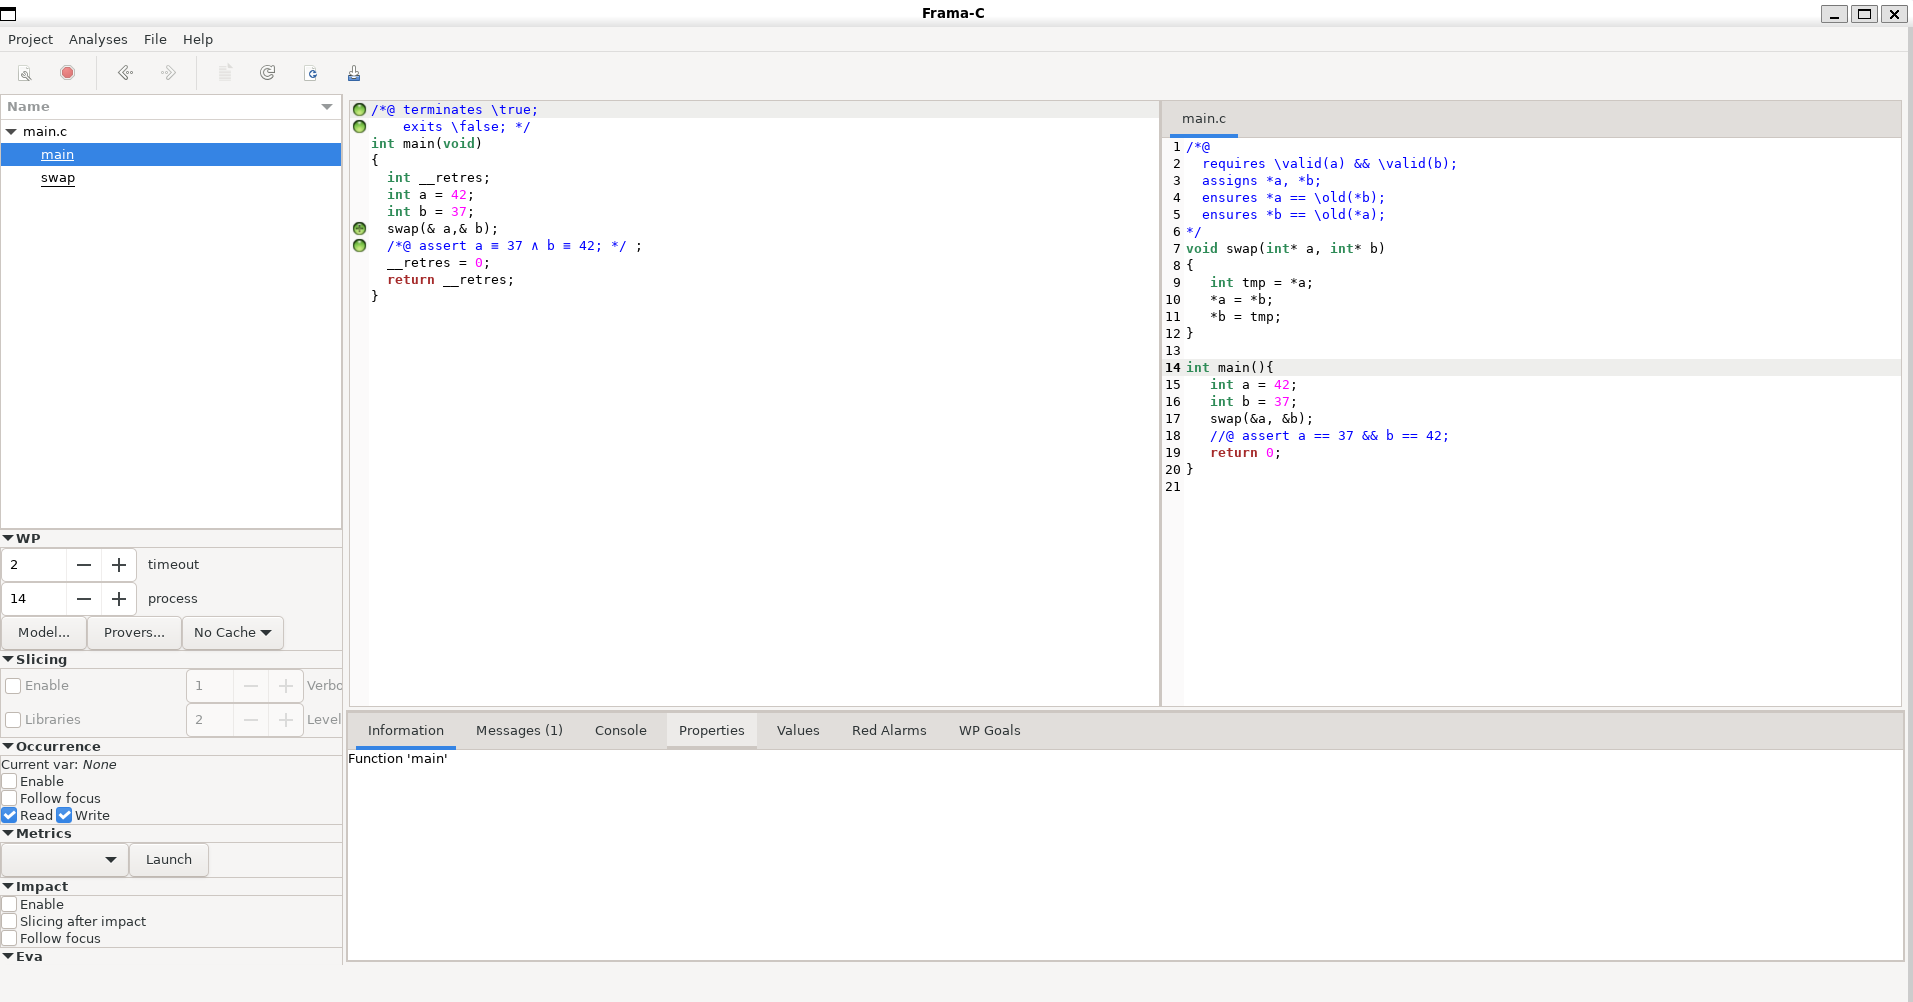 Frama-C
Project Analyses File Help
Name
main.c
main
swap
WP
2 timeout
14 process
Model... Provers... No Cache
Slicing
Enable 1 Verbo
Libraries 2 Level
Occurrence
Current var: None
Enable
Follow focus
Read Write
Metrics
Launch
Impact
Enable
Slicing after impact
Follow focus
Eva
/*@ terminates \true;
exits \false; */
int main(void)
{
int __retres;
int a = 42;
int b = 37;
swap(& a,& b);
/*@ assert a ≡ 37 ∧ b ≡ 42; */ ;
__retres = 0;
return __retres;
}
main.c
1 /*@
2 requires \valid(a) && \valid(b);
3 assigns *a, *b;
4 ensures *a == \old(*b);
5 ensures *b == \old(*a);
6 */
7 void swap(int* a, int* b)
8 {
9 int tmp = *a;
10 *a = *b;
11 *b = tmp;
12 }
13
14 int main(){
15 int a = 42;
16 int b = 37;
17 swap(&a, &b);
18 //@ assert a == 37 && b == 42;
19 return 0;
20 }
21
Information Messages (1) Console Properties Values Red Alarms WP Goals
Function 'main'